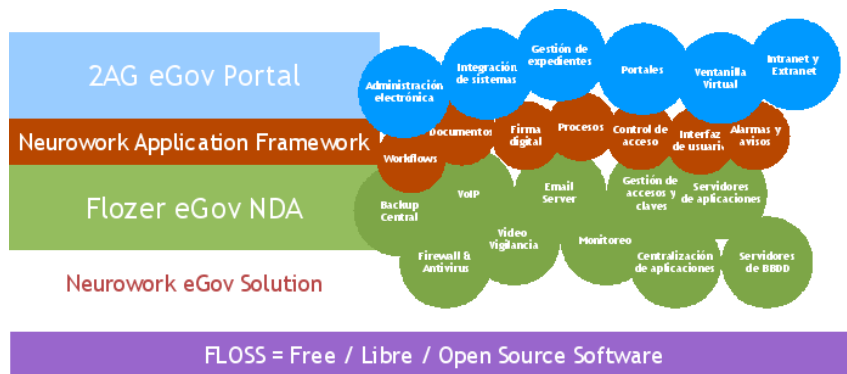 2AG eGov Portal
Administración
electrónica
Integración
de sistemas
Gestión de
expedientes
Portales
Ventanilla
Virtual
Intranet y
Extranet
Neurowork Application Framework
Workflows
Documentos
Firma
digital
Procesos
Control de
acceso
Interfaz
de usuario
Alarmas y
avisos
Flozer eGov NDA
Backup
Central
VoIP
Email
Server
Gestión de
accesos y
claves
Servidores
de aplicaciones
Firewall &
Antivirus
Video
Vigilancia
Monitoreo
Centralización
de aplicaciones
Servidores
de BBDD
Neurowork eGov Solution
FLOSS = Free / Libre / Open Source Software